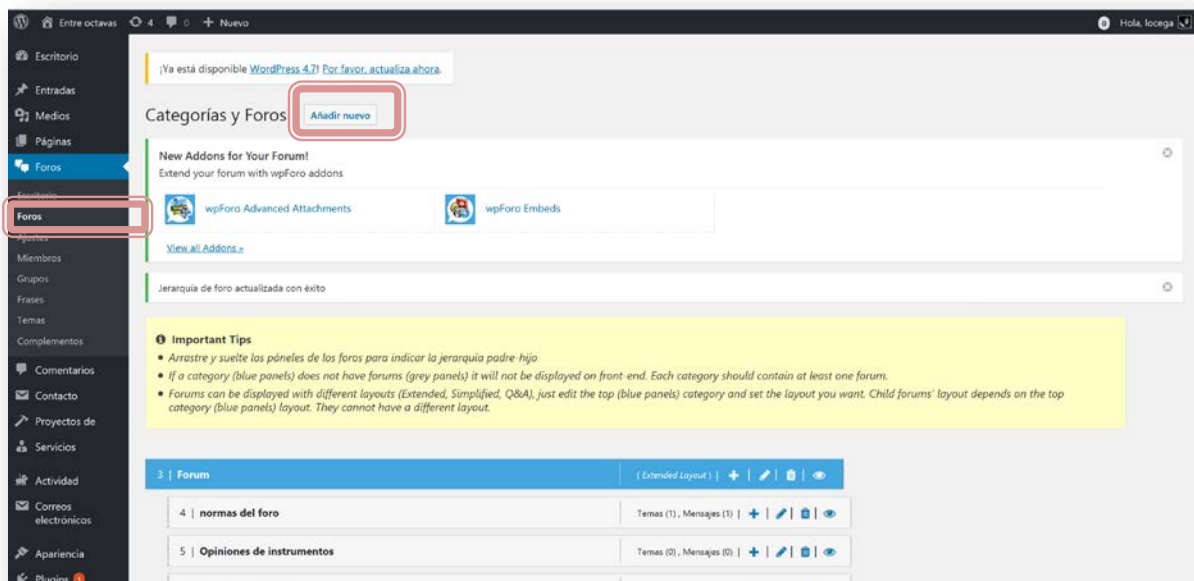 Entre octavas 4 0 + Nuevo
0 Hola, locega
Escritorio
Entradas
Medios
Páginas
Foros
Escritorio
Foros
Ajustes
Miembros
Grupos
Frases
Temas
Complementos
Comentarios
Contacto
Proyectos de
Servicios
Actividad
Correos
electrónicos
Apariencia
Plugins 1
¡Ya está disponible WordPress 4.7! Por favor, actualiza ahora.
Categorías y Foros Añadir nuevo
New Addons for Your Forum!
Extend your forum with wpForo addons
wpForo Advanced Attachments wpForo Embeds
View all Addons »
Jerarquía de foro actualizada con éxito
Important Tips
• Arrastre y suelte los páneles de los foros para indicar la jerarquía padre-hijo
• If a category (blue panels) does not have forums (grey panels) it will not be displayed on front-end. Each category should contain at least one forum.
• Forums can be displayed with different layouts (Extended, Simplified, Q&A), just edit the top (blue panels) category and set the layout you want. Child forums' layout depends on the top
category (blue panels) layout. They cannot have a different layout.
3 | Forum ( Extended Layout ) |
4 | normas del foro Temas (1) , Mensajes (1) |
5 | Opiniones de instrumentos Temas (0) , Mensajes (0) |